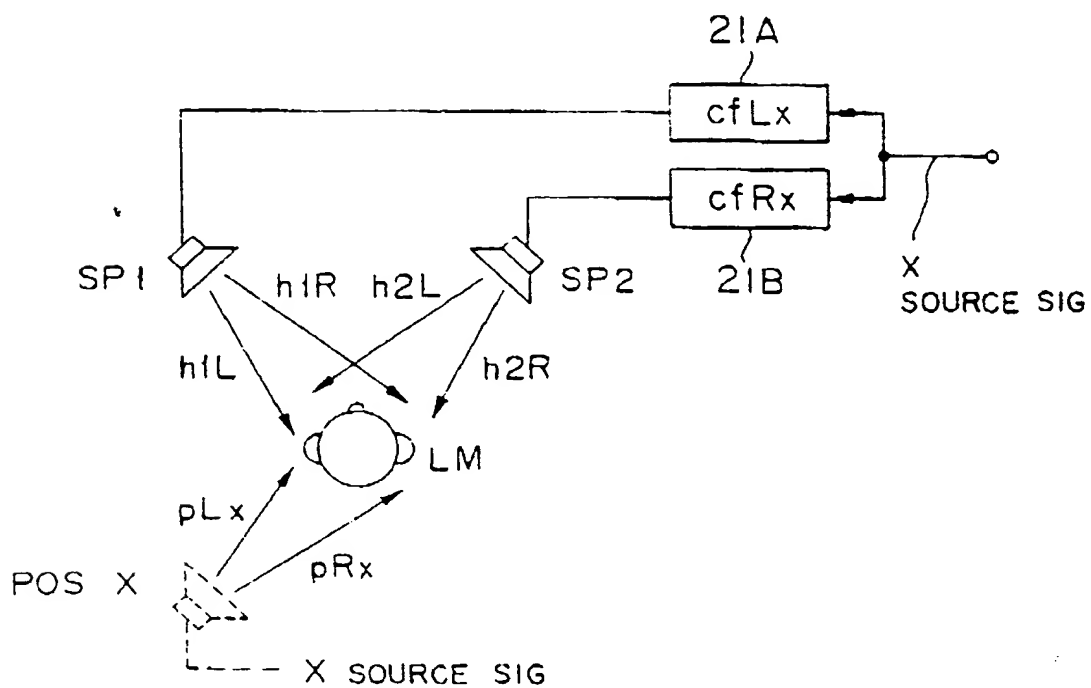 21A
cfLx
cfRx
21B
X
SOURCE SIG
SP1
h1R
h2L
SP2
h1L
h2R
LM
pLx
pRx
POS X
X SOURCE SIG